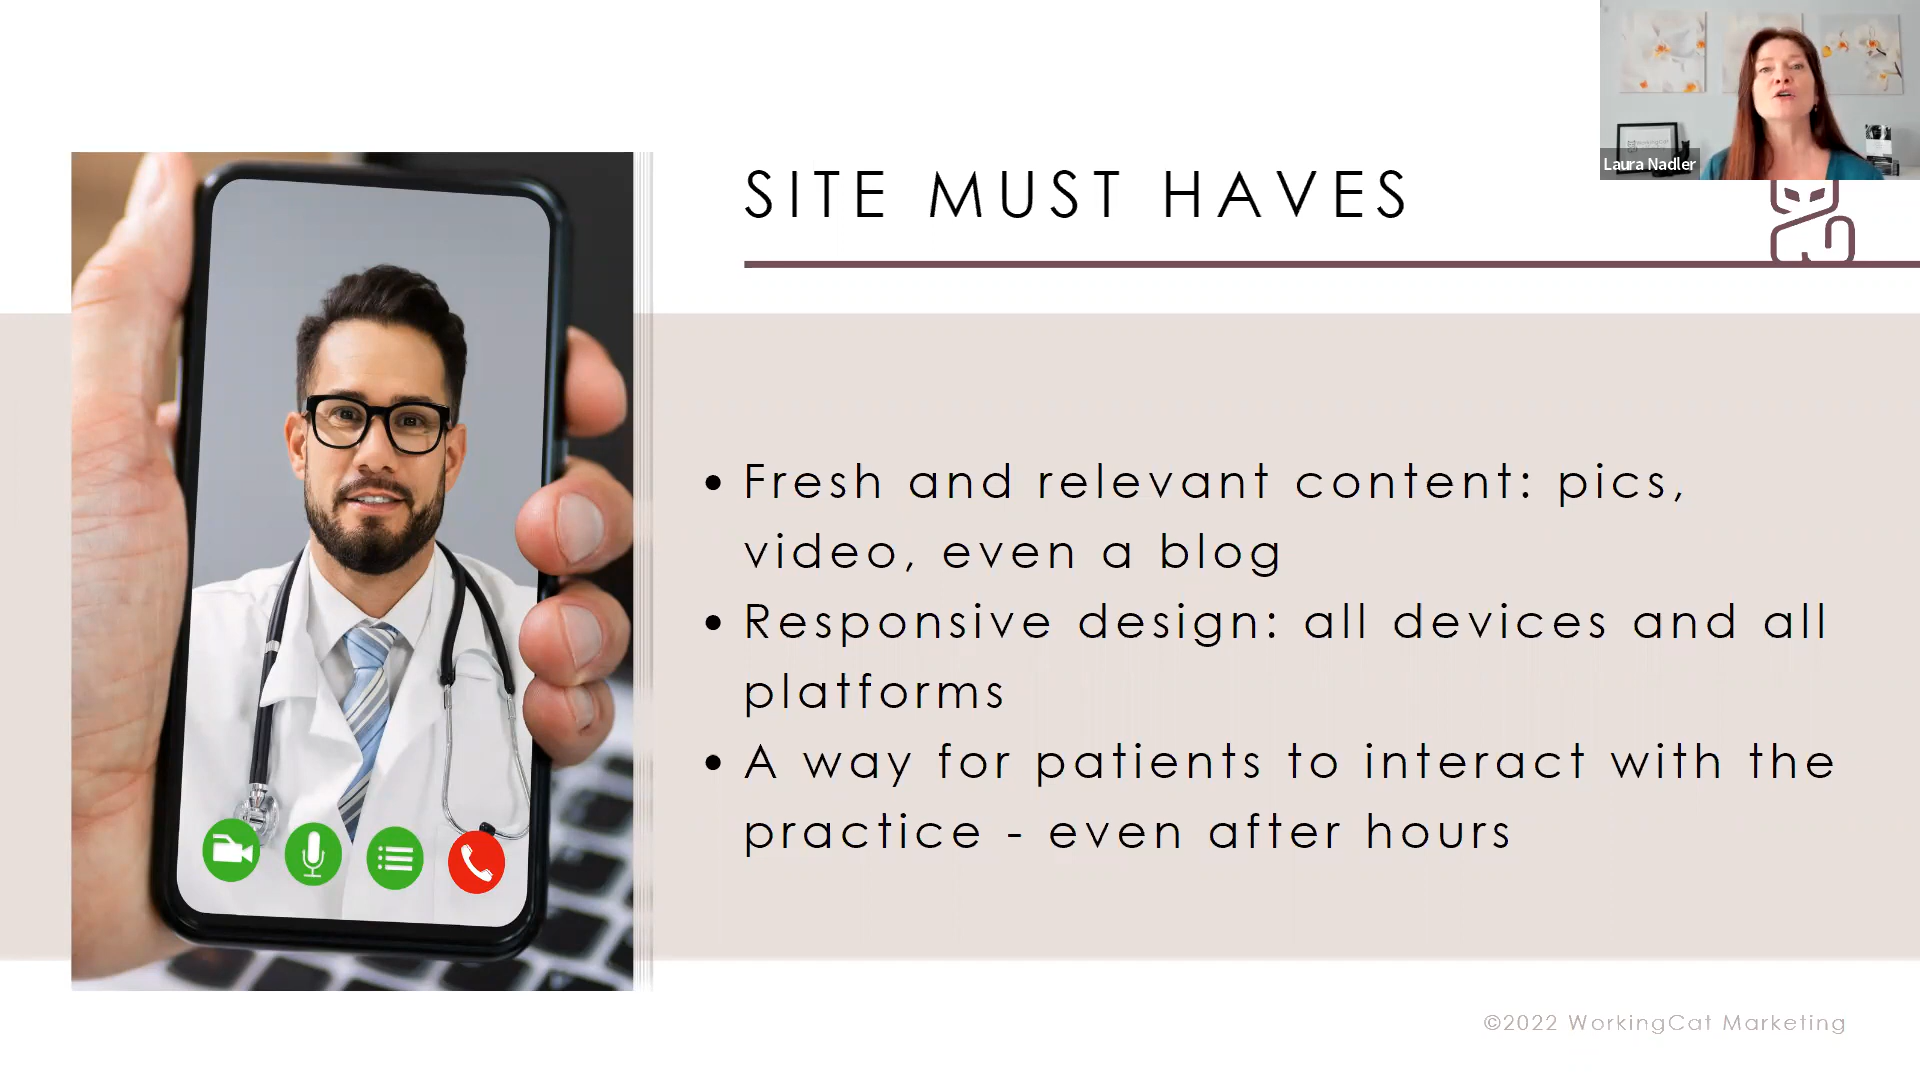 Laura Nadler
SITE MUST HAVES
• Fresh and relevant content: pics,
video, even a blog
• Responsive design: all devices and all
platforms
• A way for patients to interact with the
practice - even after hours
©2022 WorkingCat Marketing